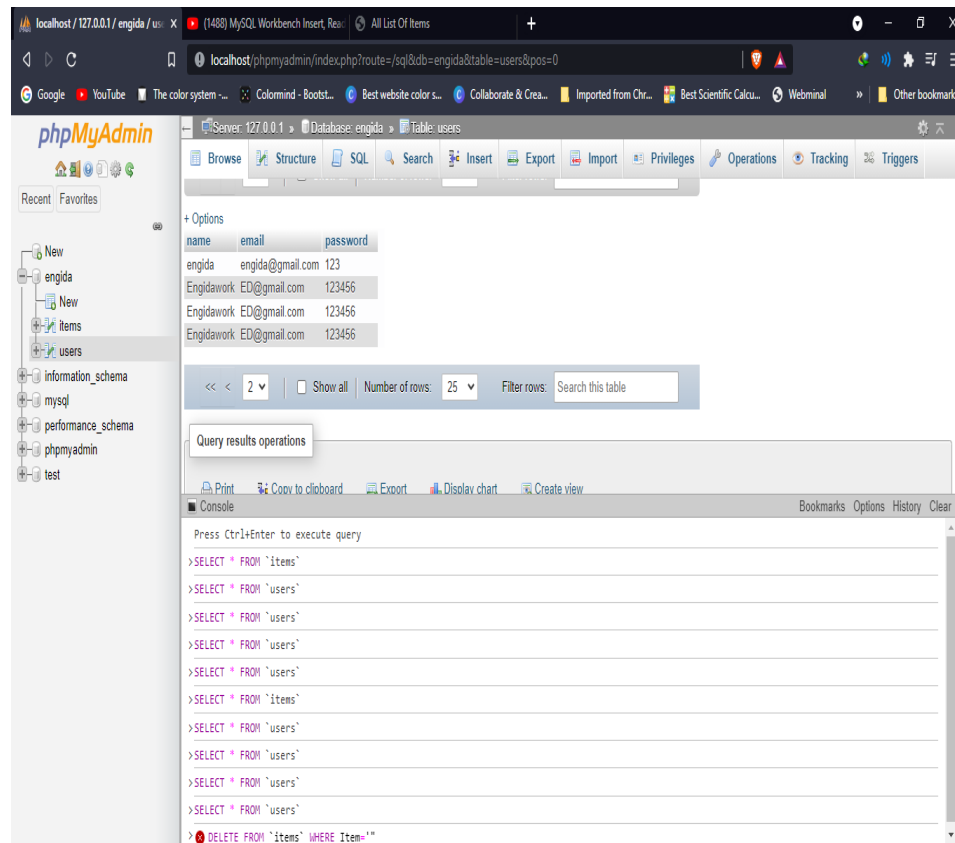 localhost / 127.0.0.1 / engida / us
(1488) MySQL Workbench Insert, Reac
All List Of Items
localhost/phpmyadmin/index.php?route=/sql&db=engida&table=users&pos=0
Google YouTube The color system -... Colormind - Bootst... Best website color s... Collaborate & Crea... Imported from Chr... Best Scientific Calcu... Webminal » Other bookmark
phpMyAdmin
Recent Favorites
New
engida
New
items
users
information_schema
mysql
performance_schema
phpmyadmin
test
Server: 127.0.0.1 » Database: engida » Table: users
Browse Structure SQL Search Insert Export Import Privileges Operations Tracking Triggers
+ Options
name email password
engida engida@gmail.com 123
Engidawork ED@gmail.com 123456
Engidawork ED@gmail.com 123456
Engidawork ED@gmail.com 123456
<< < 2 Show all Number of rows: 25 Filter rows: Search this table
Query results operations
Print Copy to clipboard Export Display chart Create view
Console Bookmarks Options History Clear
Press Ctrl+Enter to execute query
>SELECT * FROM `items`
>SELECT * FROM `users`
>SELECT * FROM `users`
>SELECT * FROM `users`
>SELECT * FROM `users`
>SELECT * FROM `items`
>SELECT * FROM `users`
>SELECT * FROM `users`
>SELECT * FROM `users`
>SELECT * FROM `users`
> DELETE FROM `items` WHERE Item='"